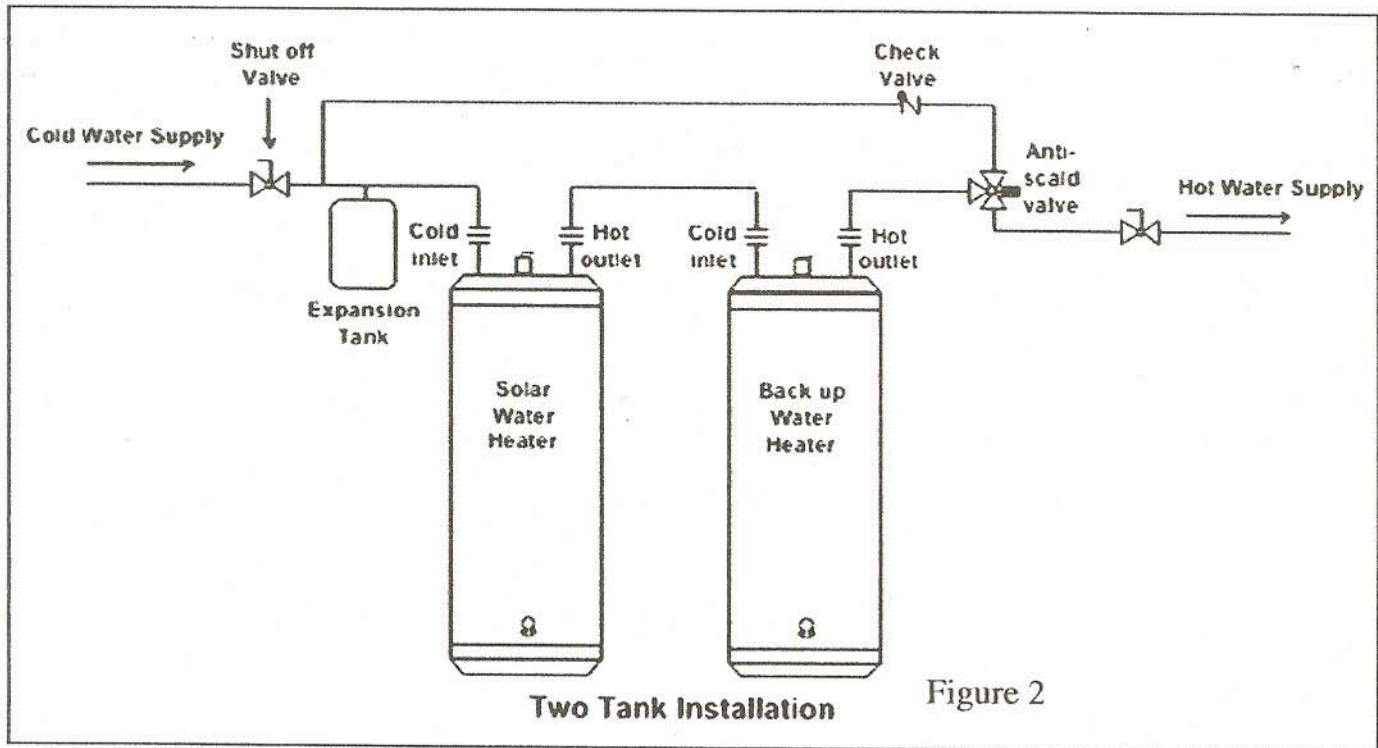 Shut off
Valve
Check
Valve
Cold Water Supply
Anti-
scald
valve
Hot Water Supply
Cold
inlet
Hot
outlet
Cold
inlet
Hot
outlet
Expansion
Tank
Solar
Water
Heater
Back up
Water
Heater
Two Tank Installation
Figure 2